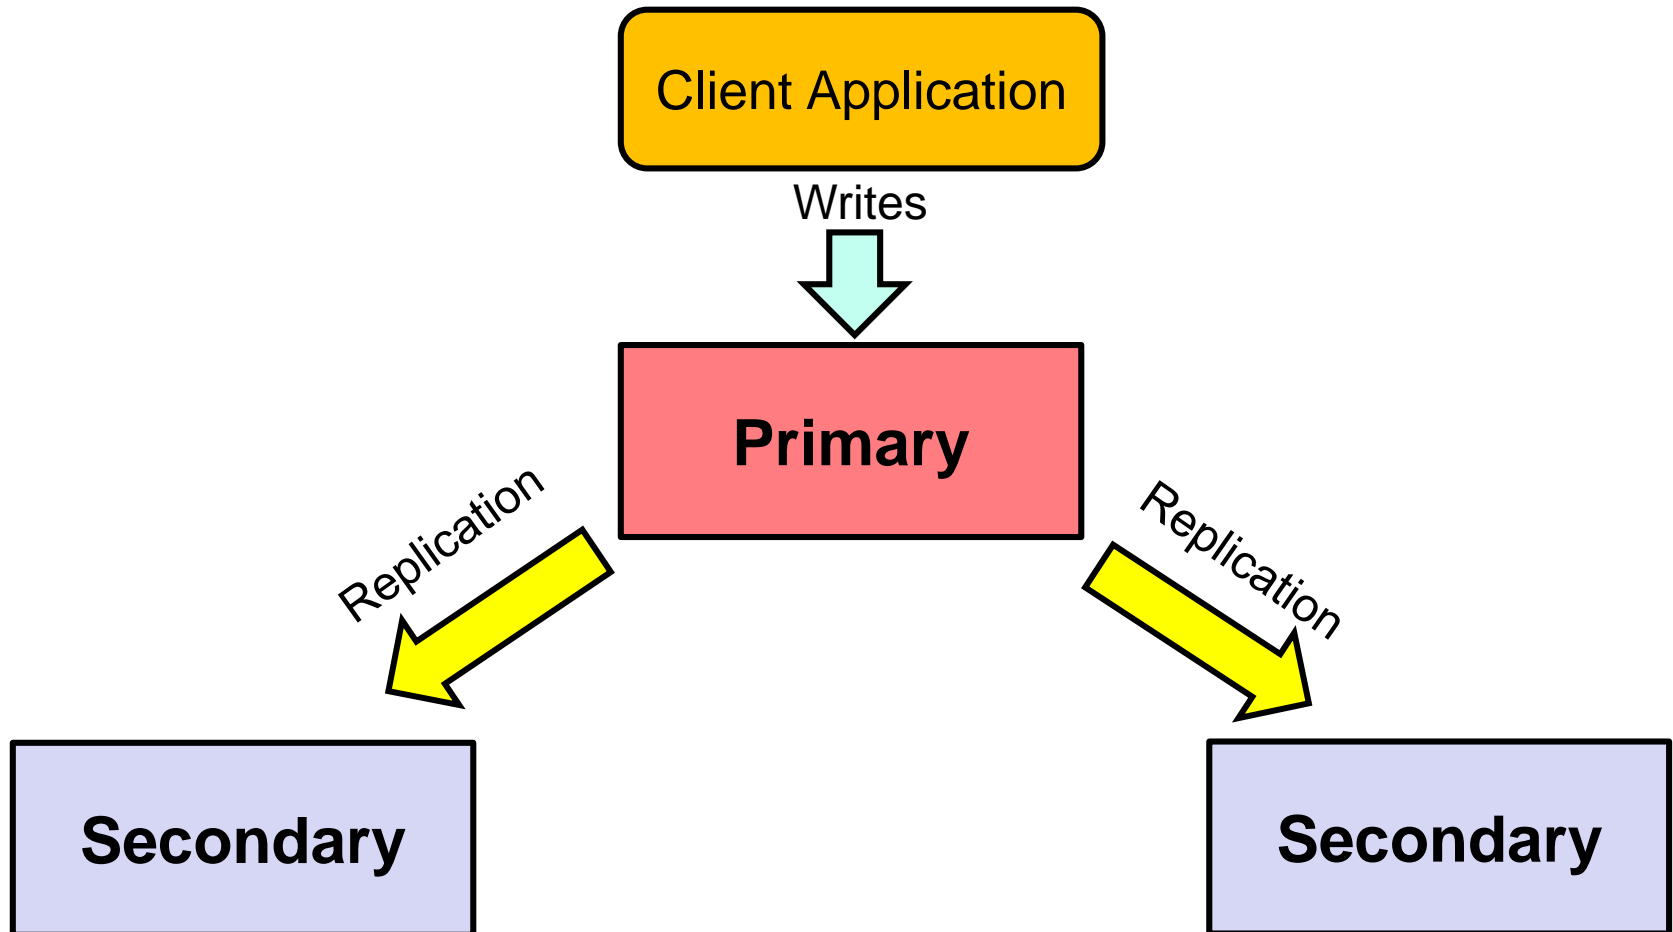 Client Application
Writes
Primary
Replication
Replication
Secondary
Secondary